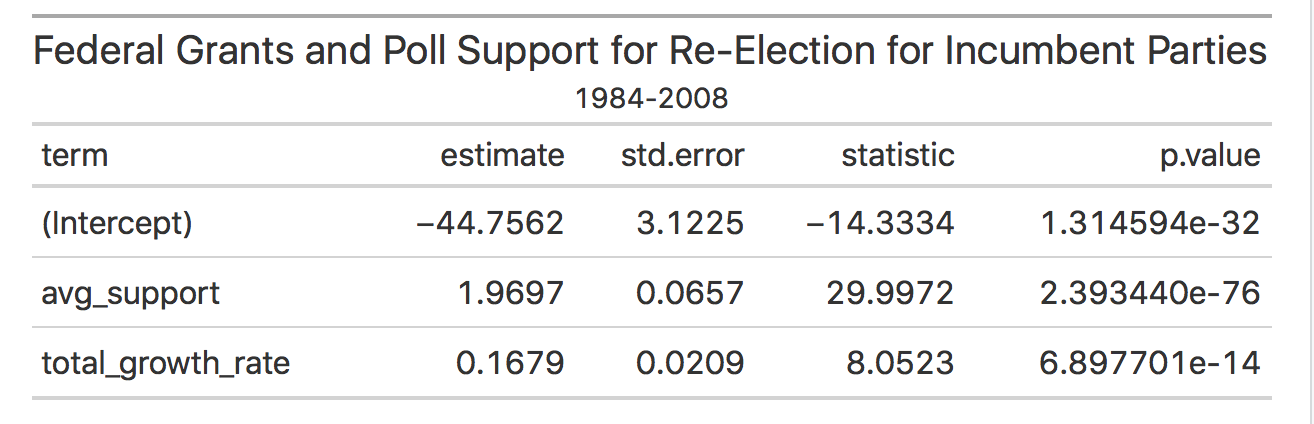 Federal Grants and Poll Support for Re-Election for Incumbent Parties
1984-2008
term estimate std.error statistic p.value
(Intercept) −44.7562 3.1225 −14.3334 1.314594e-32
avg_support 1.9697 0.0657 29.9972 2.393440e-76
total_growth_rate 0.1679 0.0209 8.0523 6.897701e-14